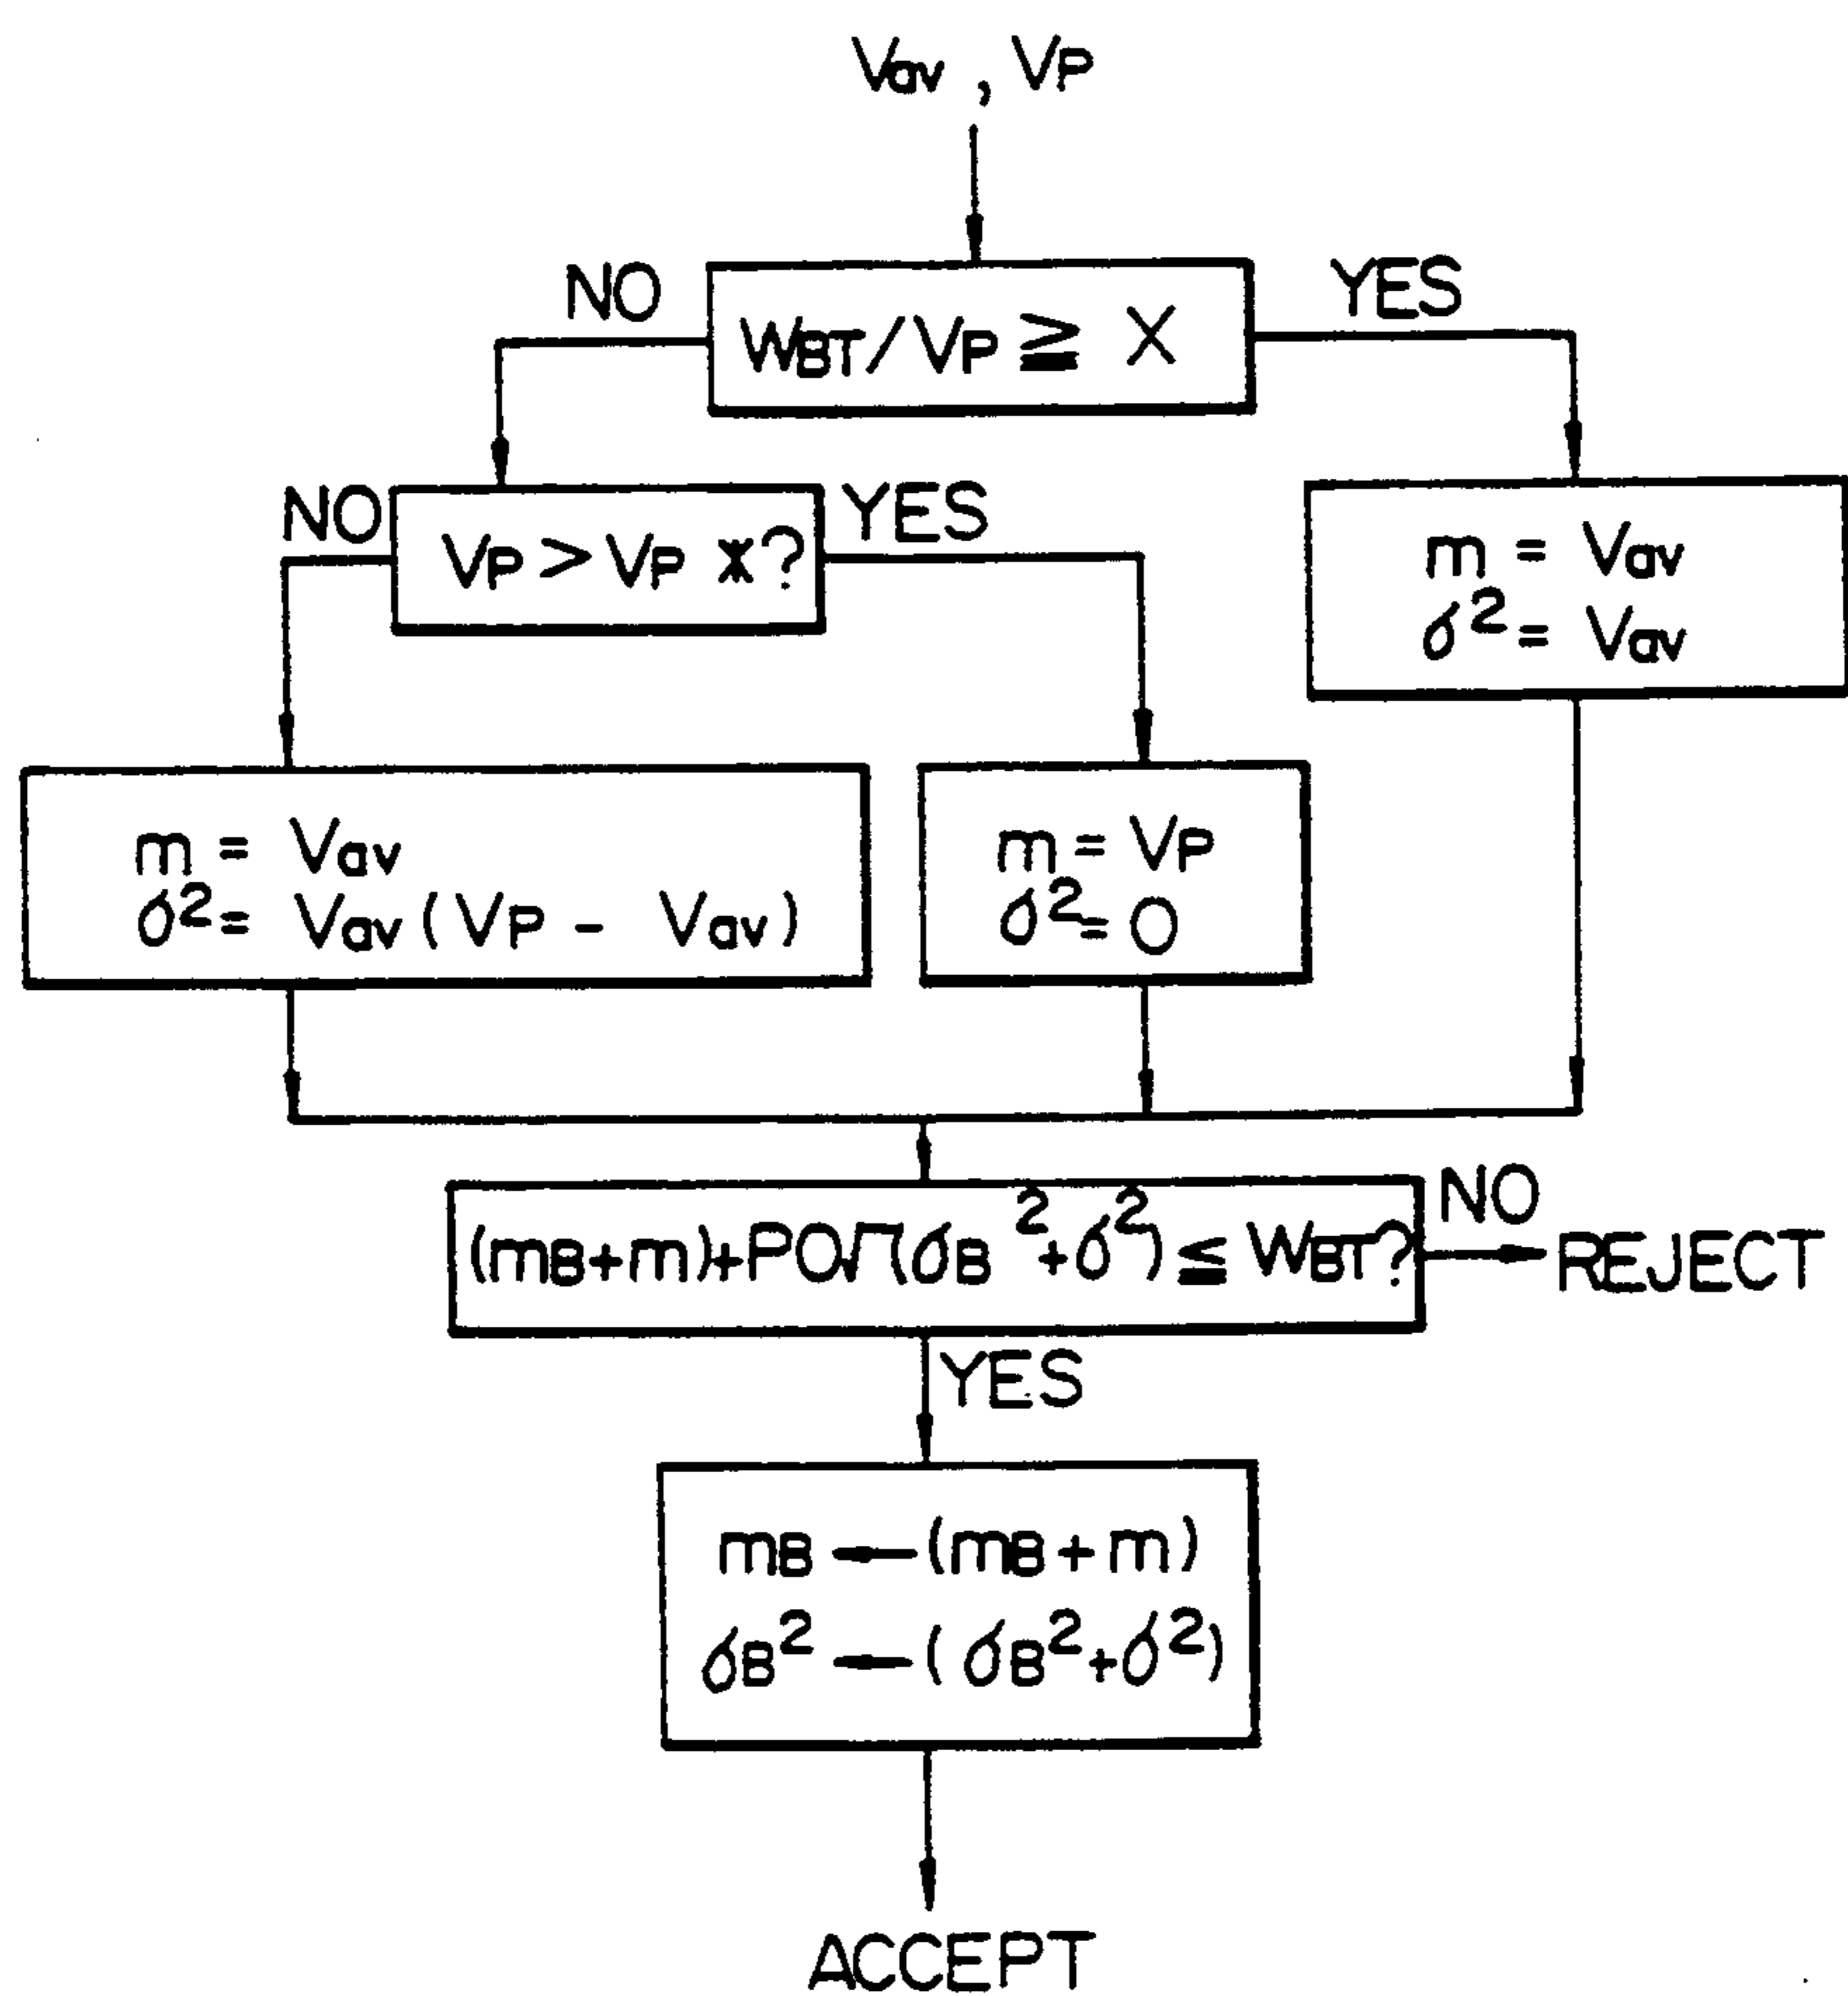 Vav , VP
NO
YES
WBT/VP ≧ X
NO
YES
VP > VP *?
m = Vav
σ² = Vav
m = Vav
σ² = Vav (VP - Vav)
m = VP
σ² = 0
(mB+m)+PO√(σB²+σ²) ≦ WBT?
NO
REJECT
YES
mB ← (mB+m)
σB² ← (σB²+σ²)
ACCEPT